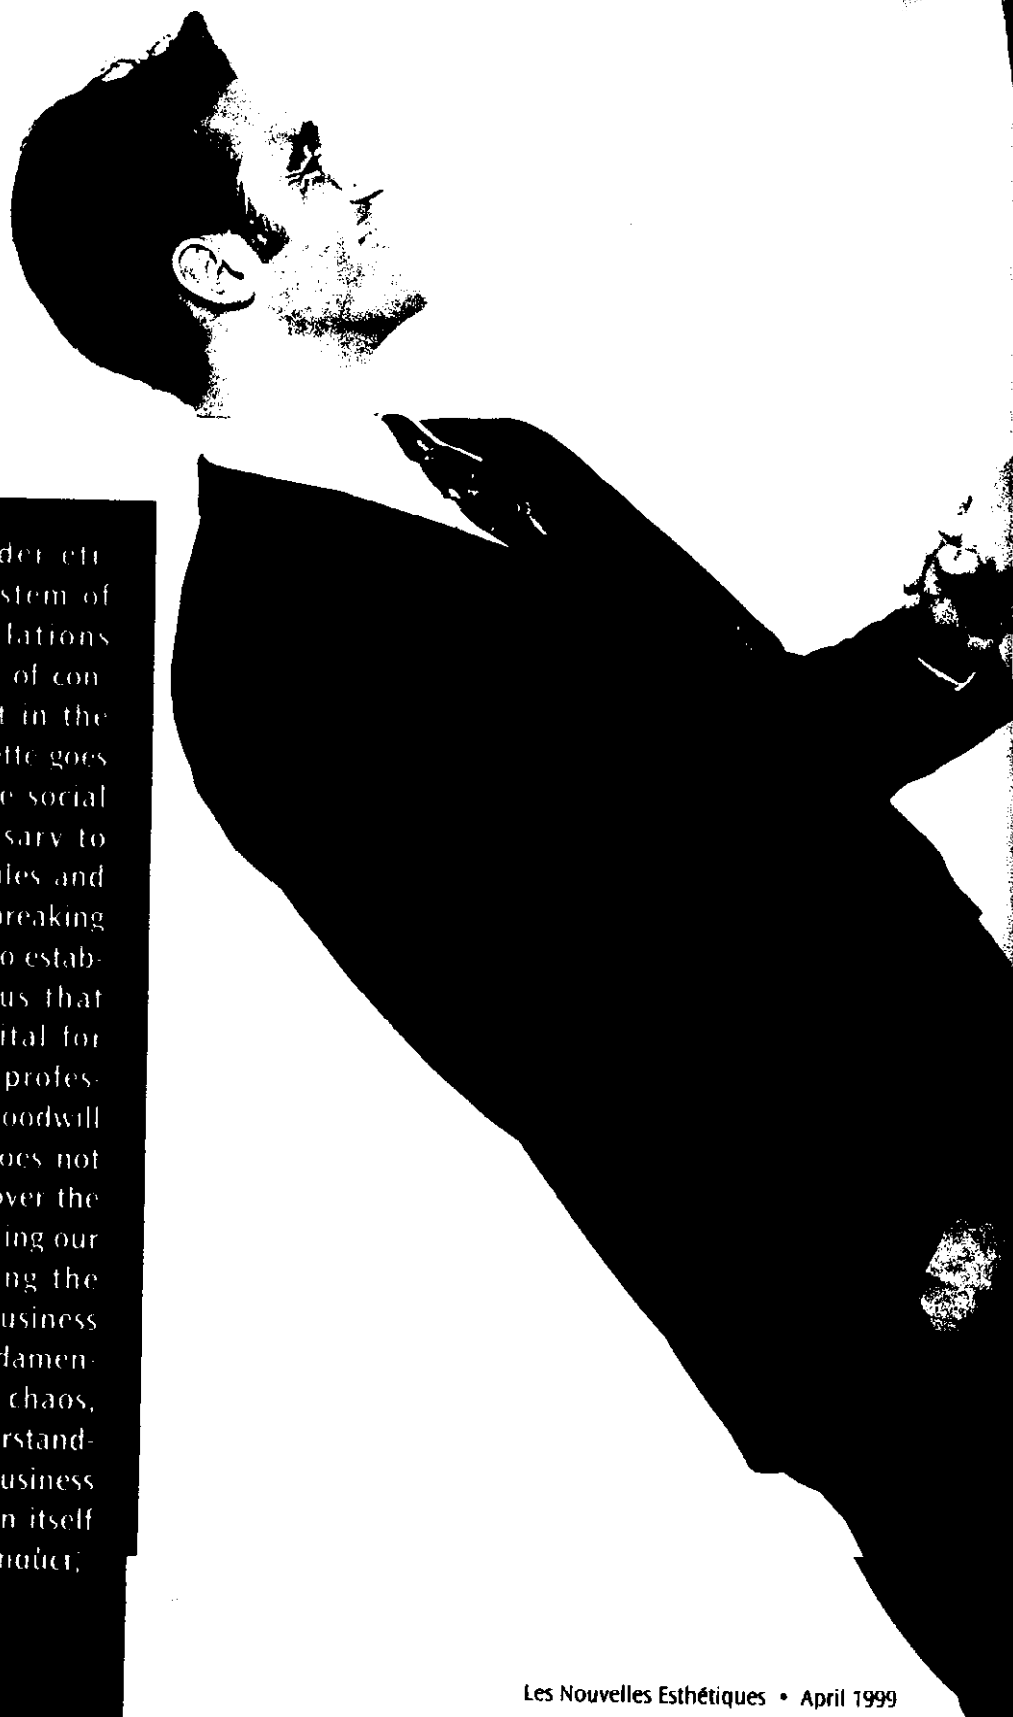 der eti
stem of
lations
of con
t in the
ette goes
e social
sary to
ules and
breaking
o estab-
us that
ital for
profes-
oodwill
oes not
over the
ing our
ng the
usiness
damen-
chaos,
rstand-
usiness
n itself
Les Nouvelles Esthétiques • April 1999